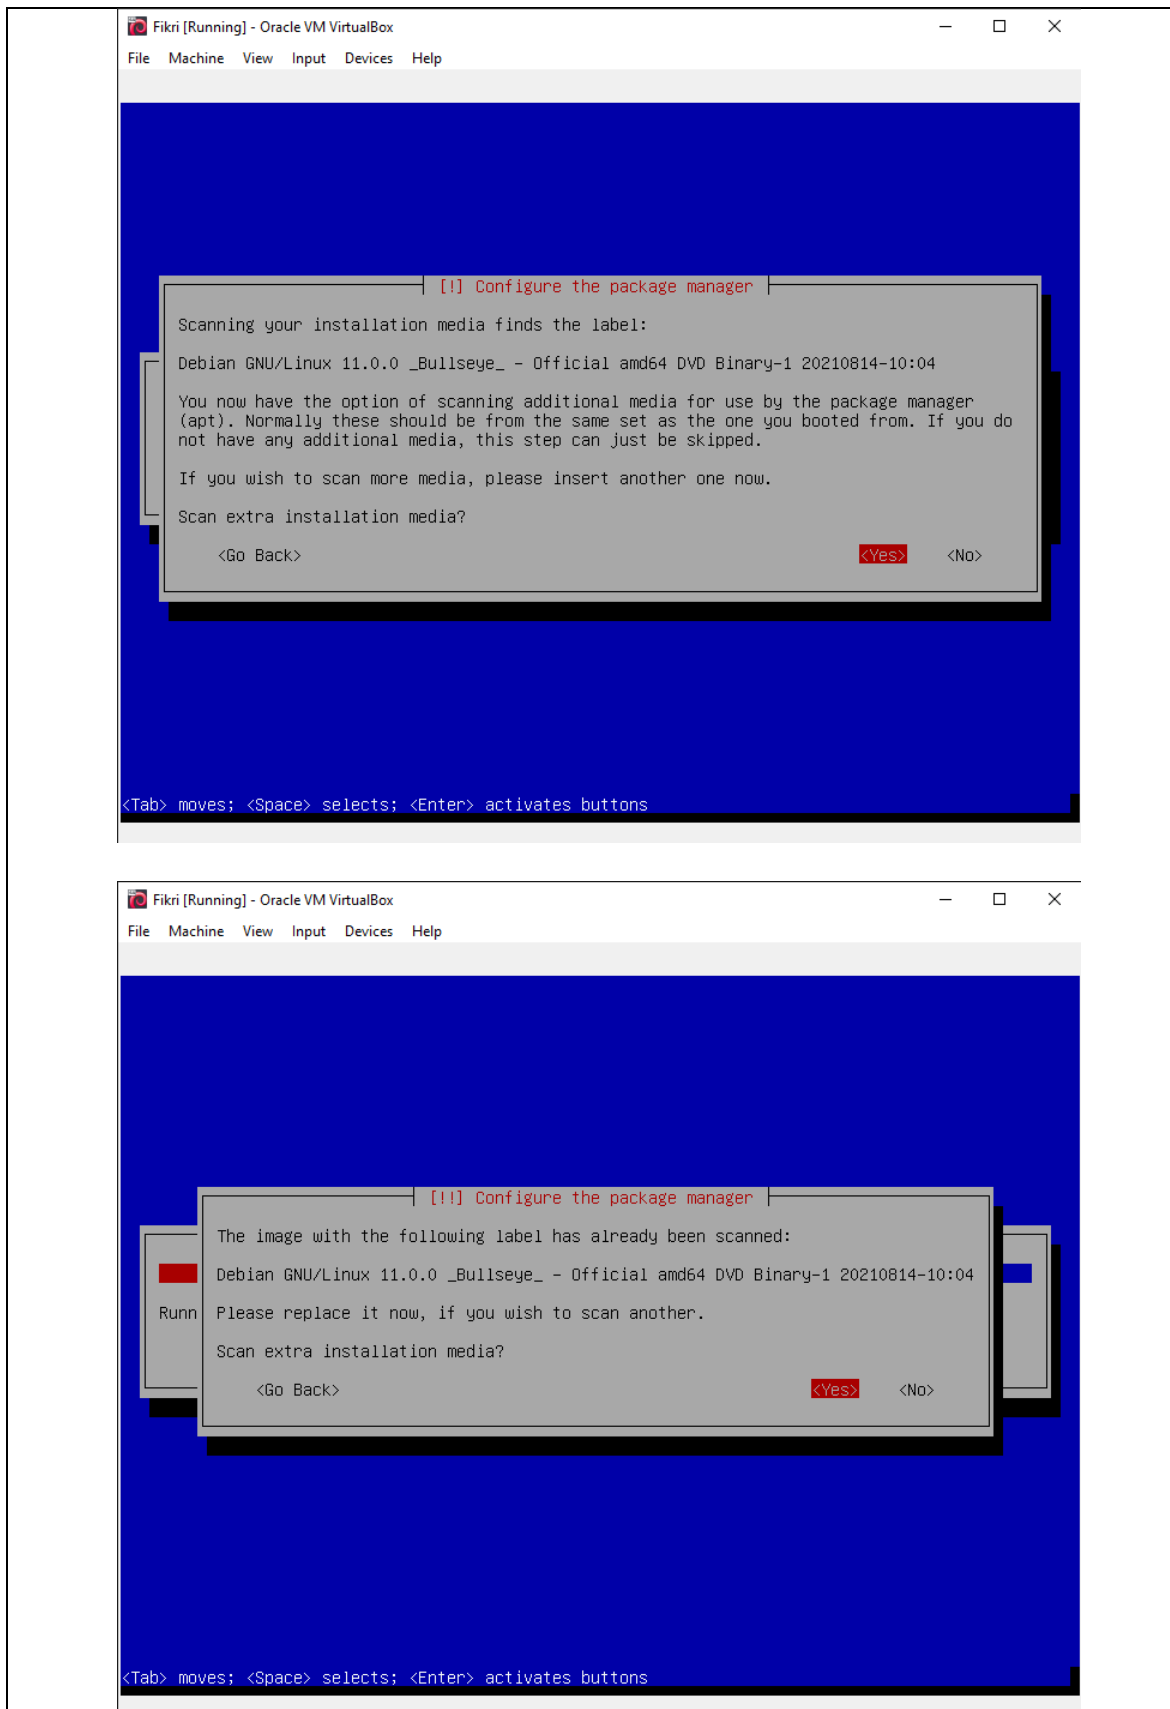 Fikri [Running] - Oracle VM VirtualBox
File Machine View Input Devices Help
[!] Configure the package manager
Scanning your installation media finds the label:
Debian GNU/Linux 11.0.0 _Bullseye_ - Official amd64 DVD Binary-1 20210814-10:04
You now have the option of scanning additional media for use by the package manager
(apt). Normally these should be from the same set as the one you booted from. If you do
not have any additional media, this step can just be skipped.
If you wish to scan more media, please insert another one now.
Scan extra installation media?
<Go Back> <Yes> <No>
<Tab> moves; <Space> selects; <Enter> activates buttons
Fikri [Running] - Oracle VM VirtualBox
File Machine View Input Devices Help
[!!] Configure the package manager
The image with the following label has already been scanned:
Debian GNU/Linux 11.0.0 _Bullseye_ - Official amd64 DVD Binary-1 20210814-10:04
Runn Please replace it now, if you wish to scan another.
Scan extra installation media?
<Go Back> <Yes> <No>
<Tab> moves; <Space> selects; <Enter> activates buttons